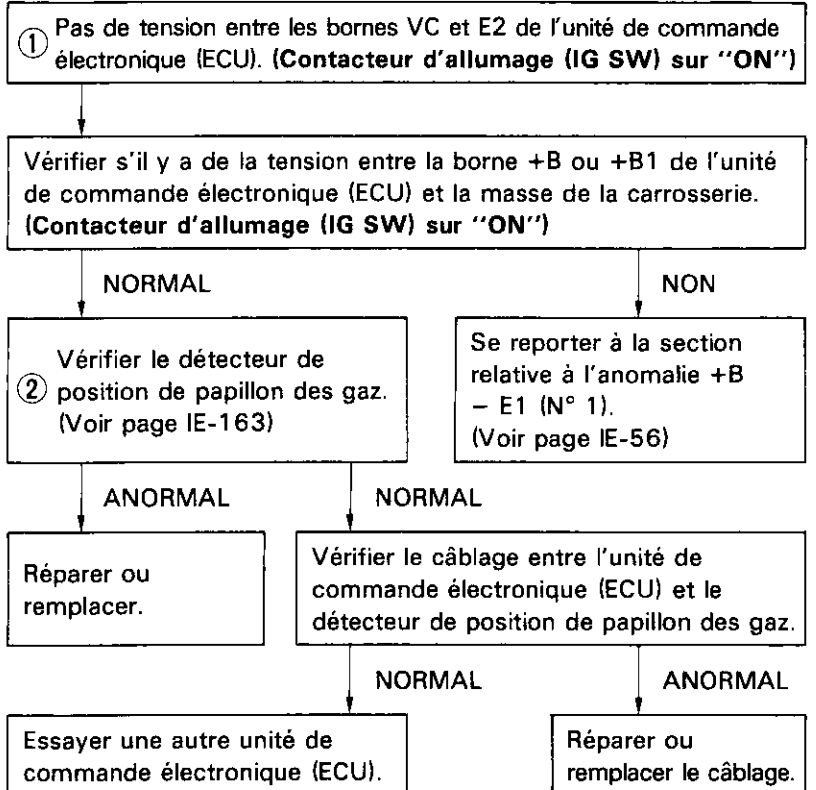 ① Pas de tension entre les bornes VC et E2 de l'unité de commande
électronique (ECU). (Contacteur d'allumage (IG SW) sur "ON")
Vérifier s'il y a de la tension entre la borne +B ou +B1 de l'unité
de commande électronique (ECU) et la masse de la carrosserie.
(Contacteur d'allumage (IG SW) sur "ON")
NORMAL
NON
② Vérifier le détecteur de
position de papillon des gaz.
(Voir page IE-163)
Se reporter à la section
relative à l'anomalie +B
– E1 (N° 1).
(Voir page IE-56)
ANORMAL
NORMAL
Réparer ou
remplacer.
Vérifier le câblage entre l'unité de
commande électronique (ECU) et le
détecteur de position de papillon des gaz.
NORMAL
ANORMAL
Essayer une autre unité de
commande électronique (ECU).
Réparer ou
remplacer le câblage.